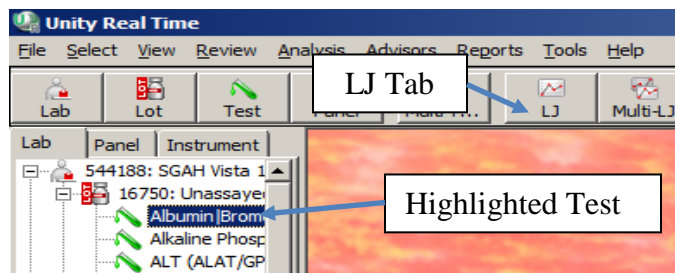 Unity Real Time
File Select View Review Analysis Advisors Reports Tools Help
Lab Lot Test LJ Multi-LJ
LJ Tab
Lab Panel Instrument
544188: SGAH Vista 1
16750: Unassaye
Albumin|Brom
Highlighted Test
Alkaline Phosp
ALT (ALAT/GP